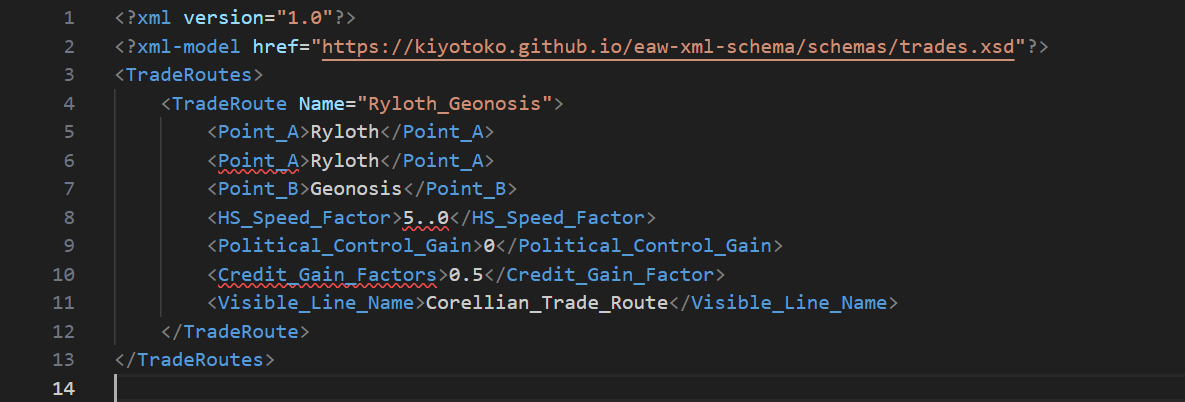 1 <?xml version="1.0"?>
2 <?xml-model href="https://kiyotoko.github.io/eaw-xml-schema/schemas/trades.xsd"?>
3 <TradeRoutes>
4 <TradeRoute Name="Ryloth_Geonosis">
5 <Point_A>Ryloth</Point_A>
6 <Point_A>Ryloth</Point_A>
7 <Point_B>Geonosis</Point_B>
8 <HS_Speed_Factor>5..0</HS_Speed_Factor>
9 <Political_Control_Gain>0</Political_Control_Gain>
10 <Credit_Gain_Factors>0.5</Credit_Gain_Factor>
11 <Visible_Line_Name>Corellian_Trade_Route</Visible_Line_Name>
12 </TradeRoute>
13 </TradeRoutes>
14